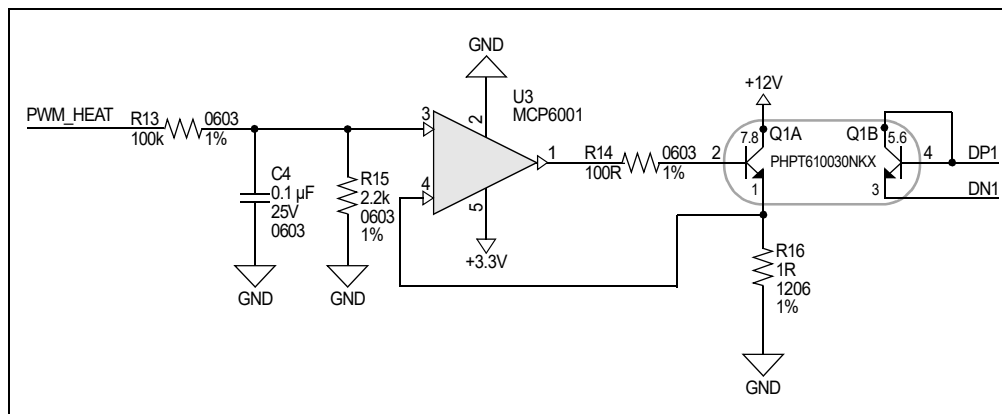 GND
U3
MCP6001
+12V
PWM_HEAT
R13
100k
0603
1%
3
2
1
4
5
R14
100R
0603
1%
2
7.8
Q1A
Q1B
5.6
PHPT610030NKX
1
3
4
DP1
DN1
C4
0.1 µF
25V
0603
R15
2.2k
0603
1%
+3.3V
R16
1R
1206
1%
GND
GND
GND